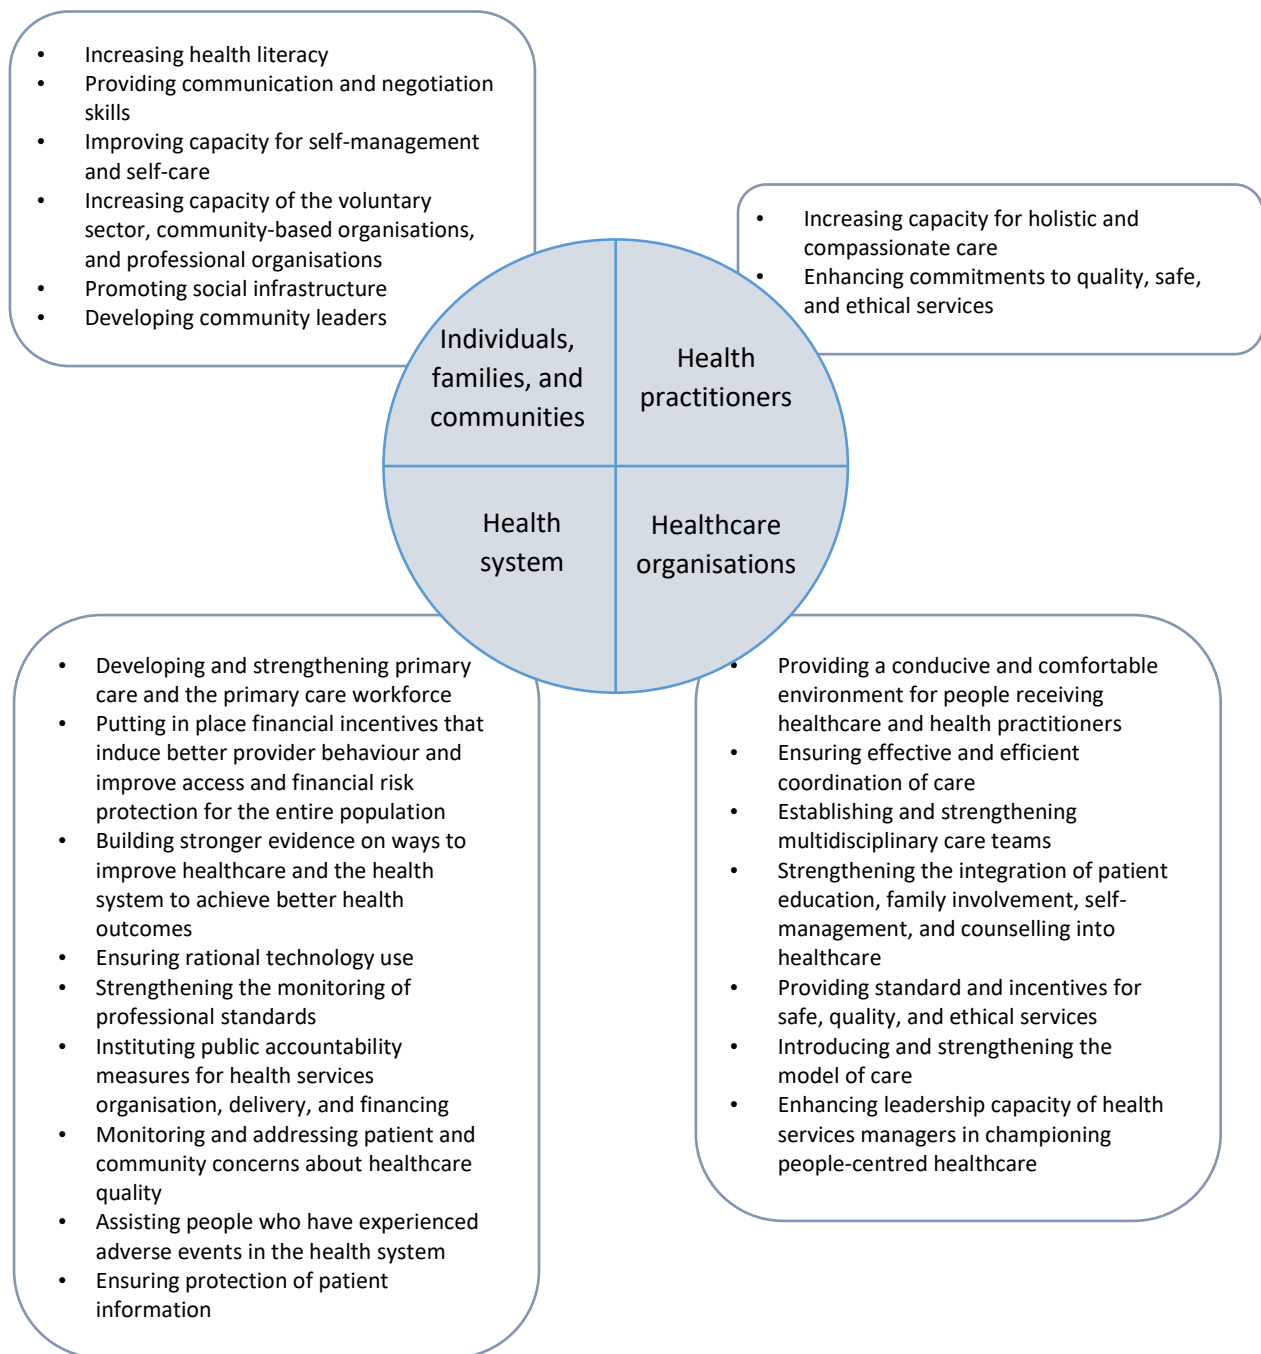 • Increasing health literacy
• Providing communication and negotiation
skills
• Improving capacity for self-management
and self-care
• Increasing capacity of the voluntary
sector, community-based organisations,
and professional organisations
• Promoting social infrastructure
• Developing community leaders
• Increasing capacity for holistic and
compassionate care
• Enhancing commitments to quality, safe,
and ethical services
Individuals,
families, and
communities
Health
practitioners
Health
system
Healthcare
organisations
• Developing and strengthening primary
care and the primary care workforce
• Putting in place financial incentives that
induce better provider behaviour and
improve access and financial risk
protection for the entire population
• Building stronger evidence on ways to
improve healthcare and the health
system to achieve better health
outcomes
• Ensuring rational technology use
• Strengthening the monitoring of
professional standards
• Instituting public accountability
measures for health services
organisation, delivery, and financing
• Monitoring and addressing patient and
community concerns about healthcare
quality
• Assisting people who have experienced
adverse events in the health system
• Ensuring protection of patient
information
• Providing a conducive and comfortable
environment for people receiving
healthcare and health practitioners
• Ensuring effective and efficient
coordination of care
• Establishing and strengthening
multidisciplinary care teams
• Strengthening the integration of patient
education, family involvement, self-
management, and counselling into
healthcare
• Providing standard and incentives for
safe, quality, and ethical services
• Introducing and strengthening the
model of care
• Enhancing leadership capacity of health
services managers in championing
people-centred healthcare